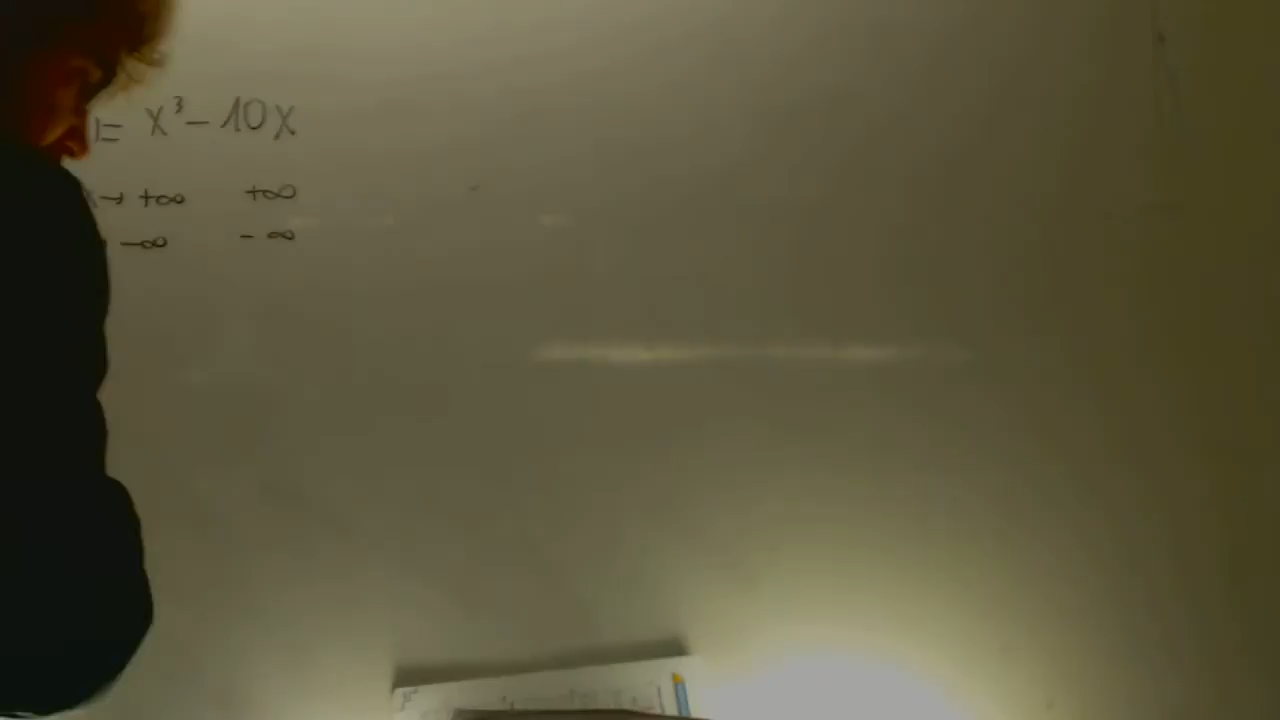 )= x³ - 10x
x → +∞ +∞
-∞ - ∞